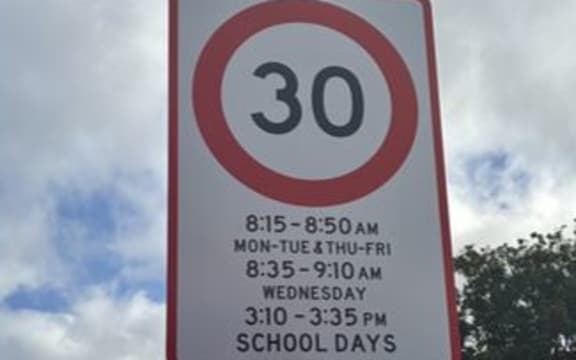 30
8:15-8:50 AM
MON-TUE & THU-FRI
8:35-9:10 AM
WEDNESDAY
3:10-3:35 PM
SCHOOL DAYS